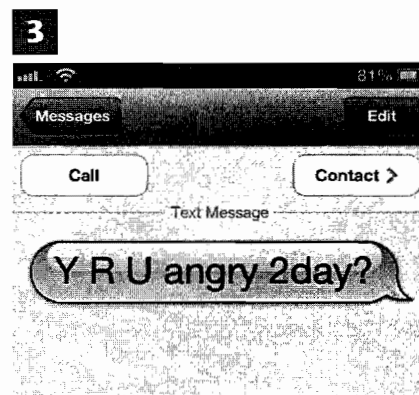 3
81%
Messages
Edit
Call
Contact >
Text Message
Y R U angry 2day?